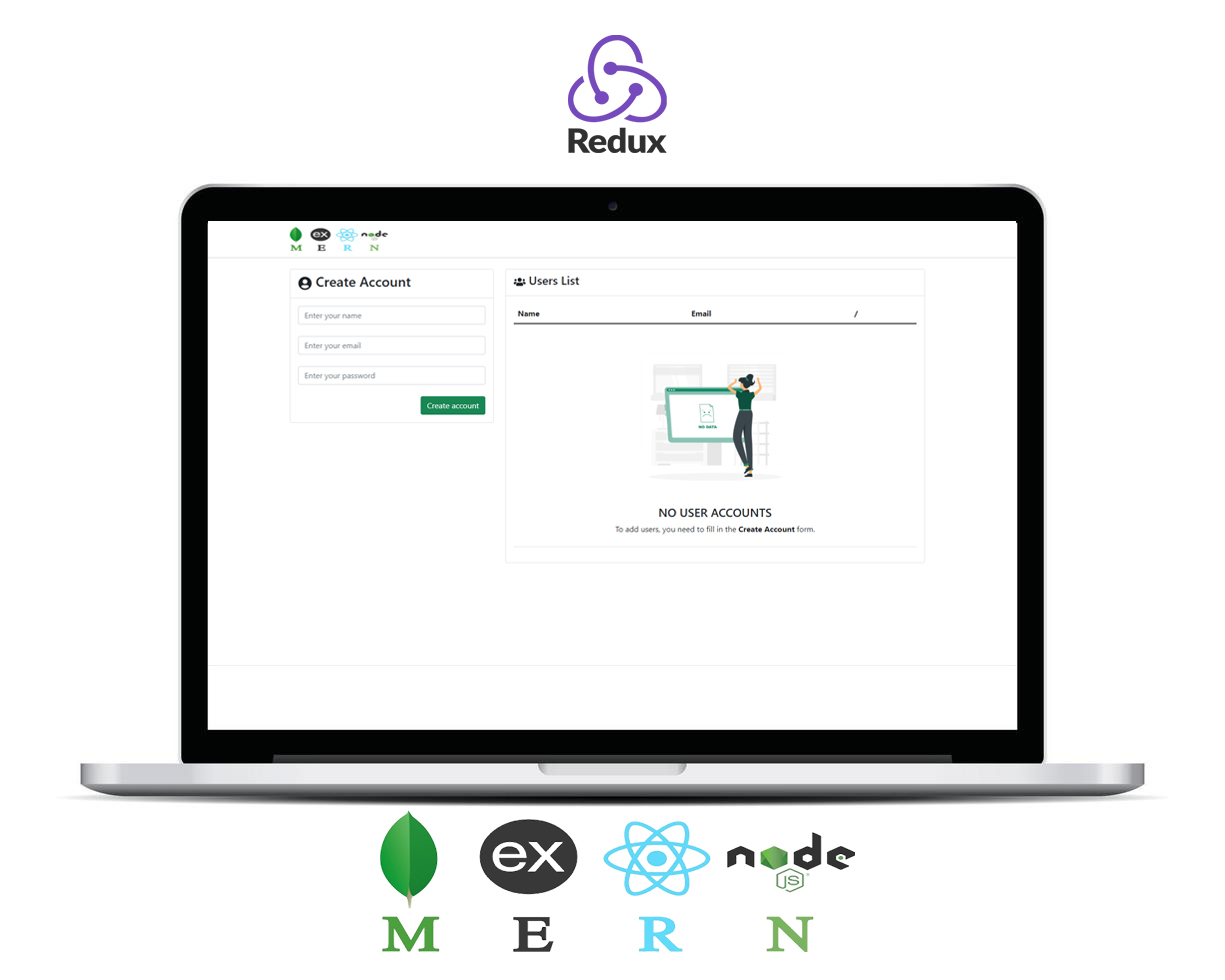 Redux
ex node
M E R N
Create Account
Enter your name
Enter your email
Enter your password
Create account
Users List
Name Email /
NO DATA
NO USER ACCOUNTS
To add users, you need to fill in the Create Account form.
ex node
JS
M E R N